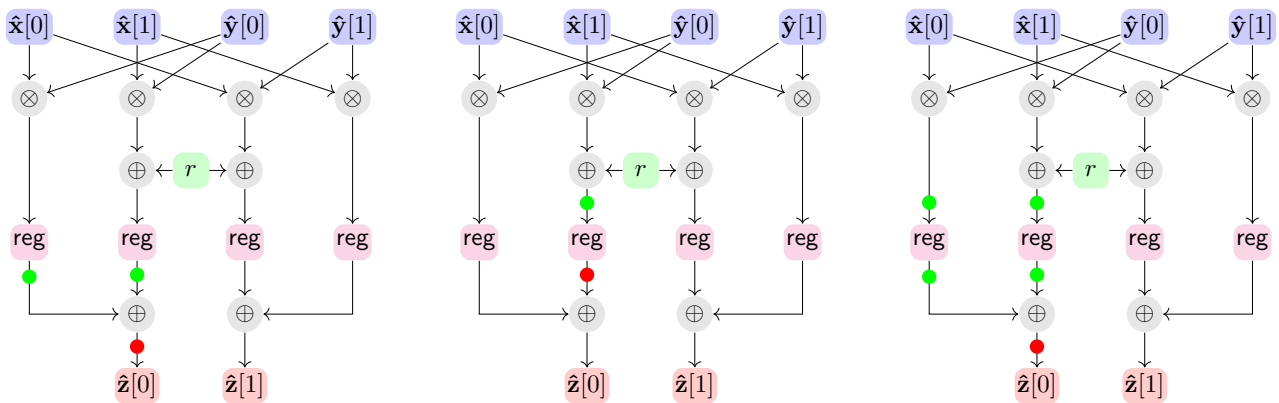 x̂[0] x̂[1] ŷ[0] ŷ[1] x̂[0] x̂[1] ŷ[0] ŷ[1] x̂[0] x̂[1] ŷ[0] ŷ[1]
⊗ ⊗ ⊗ ⊗ ⊗ ⊗ ⊗ ⊗ ⊗ ⊗ ⊗ ⊗
⊕ r ⊕ ⊕ r ⊕ ⊕ r ⊕
reg reg reg reg reg reg reg reg reg reg reg reg
⊕ ⊕ ⊕ ⊕ ⊕ ⊕
ẑ[0] ẑ[1] ẑ[0] ẑ[1] ẑ[0] ẑ[1]